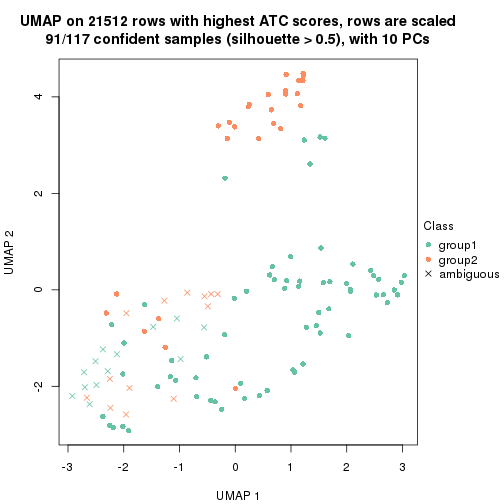 UMAP on 21512 rows with highest ATC scores, rows are scaled
91/117 confident samples (silhouette > 0.5), with 10 PCs
4
2
0
-2
UMAP 2
-3
-2
-1
0
1
2
3
UMAP 1
Class
group1
group2
ambiguous